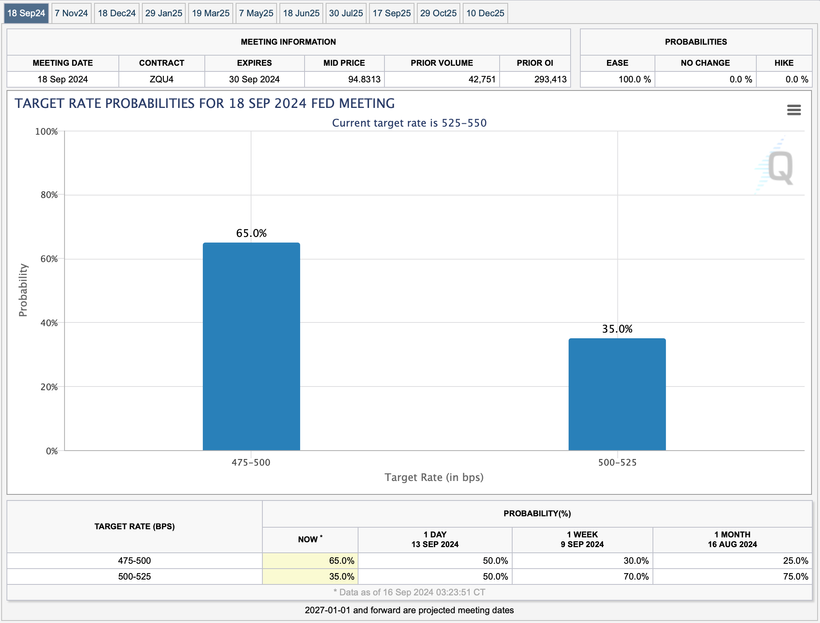 18 Sep24 7 Nov24 18 Dec24 29 Jan25 19 Mar25 7 May25 18 Jun25 30 Jul25 17 Sep25 29 Oct25 10 Dec25
MEETING INFORMATION
MEETING DATE CONTRACT EXPIRES MID PRICE PRIOR VOLUME PRIOR OI
18 Sep 2024 ZQU4 30 Sep 2024 94.8313 42,751 293,413
PROBABILITIES
EASE NO CHANGE HIKE
100.0 % 0.0 % 0.0 %
TARGET RATE PROBABILITIES FOR 18 SEP 2024 FED MEETING
Current target rate is 525–550
Q
Probability
100%
80%
60%
40%
20%
0%
65.0%
35.0%
475–500 500–525
Target Rate (in bps)
TARGET RATE (BPS) PROBABILITY(%)
NOW * 1 DAY 1 WEEK 1 MONTH
13 SEP 2024 9 SEP 2024 16 AUG 2024
475-500 65.0% 50.0% 30.0% 25.0%
500-525 35.0% 50.0% 70.0% 75.0%
* Data as of 16 Sep 2024 03:23:51 CT
2027-01-01 and forward are projected meeting dates